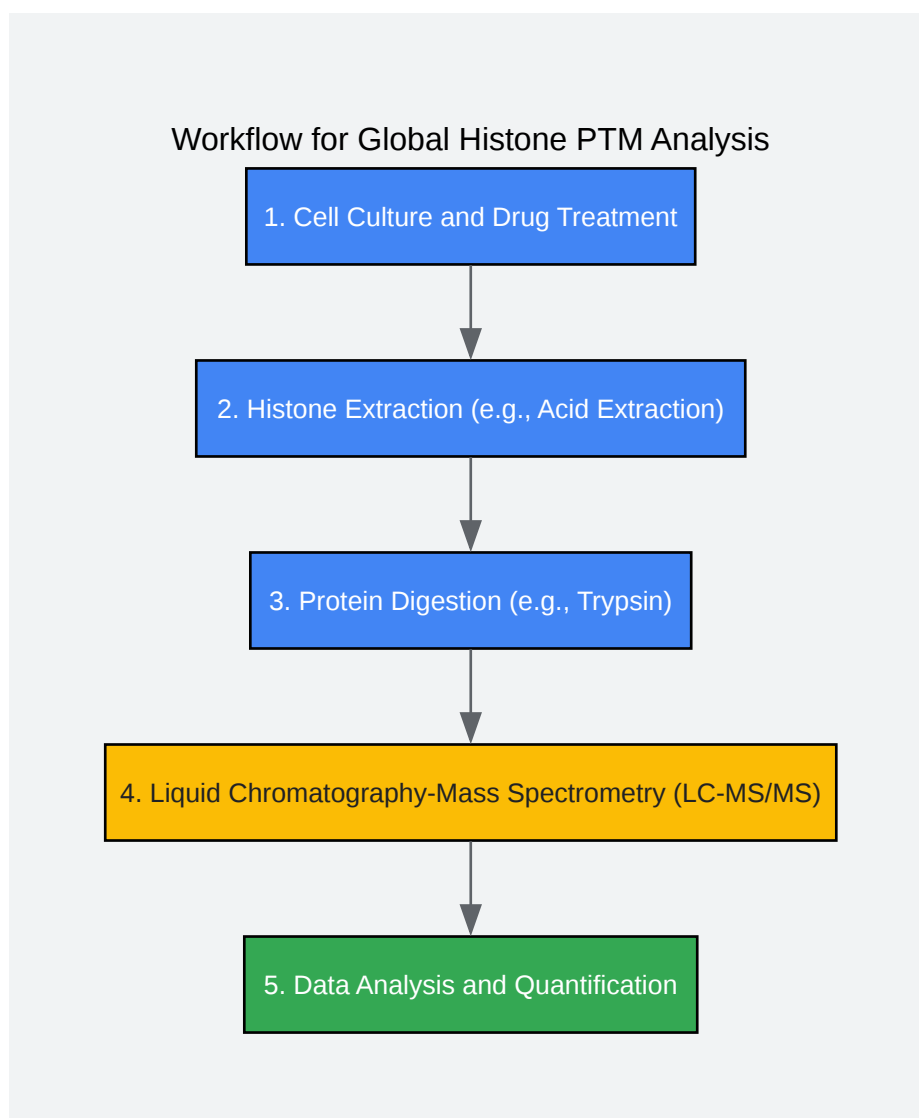 Workflow for Global Histone PTM Analysis
1. Cell Culture and Drug Treatment
2. Histone Extraction (e.g., Acid Extraction)
3. Protein Digestion (e.g., Trypsin)
4. Liquid Chromatography-Mass Spectrometry (LC-MS/MS)
5. Data Analysis and Quantification